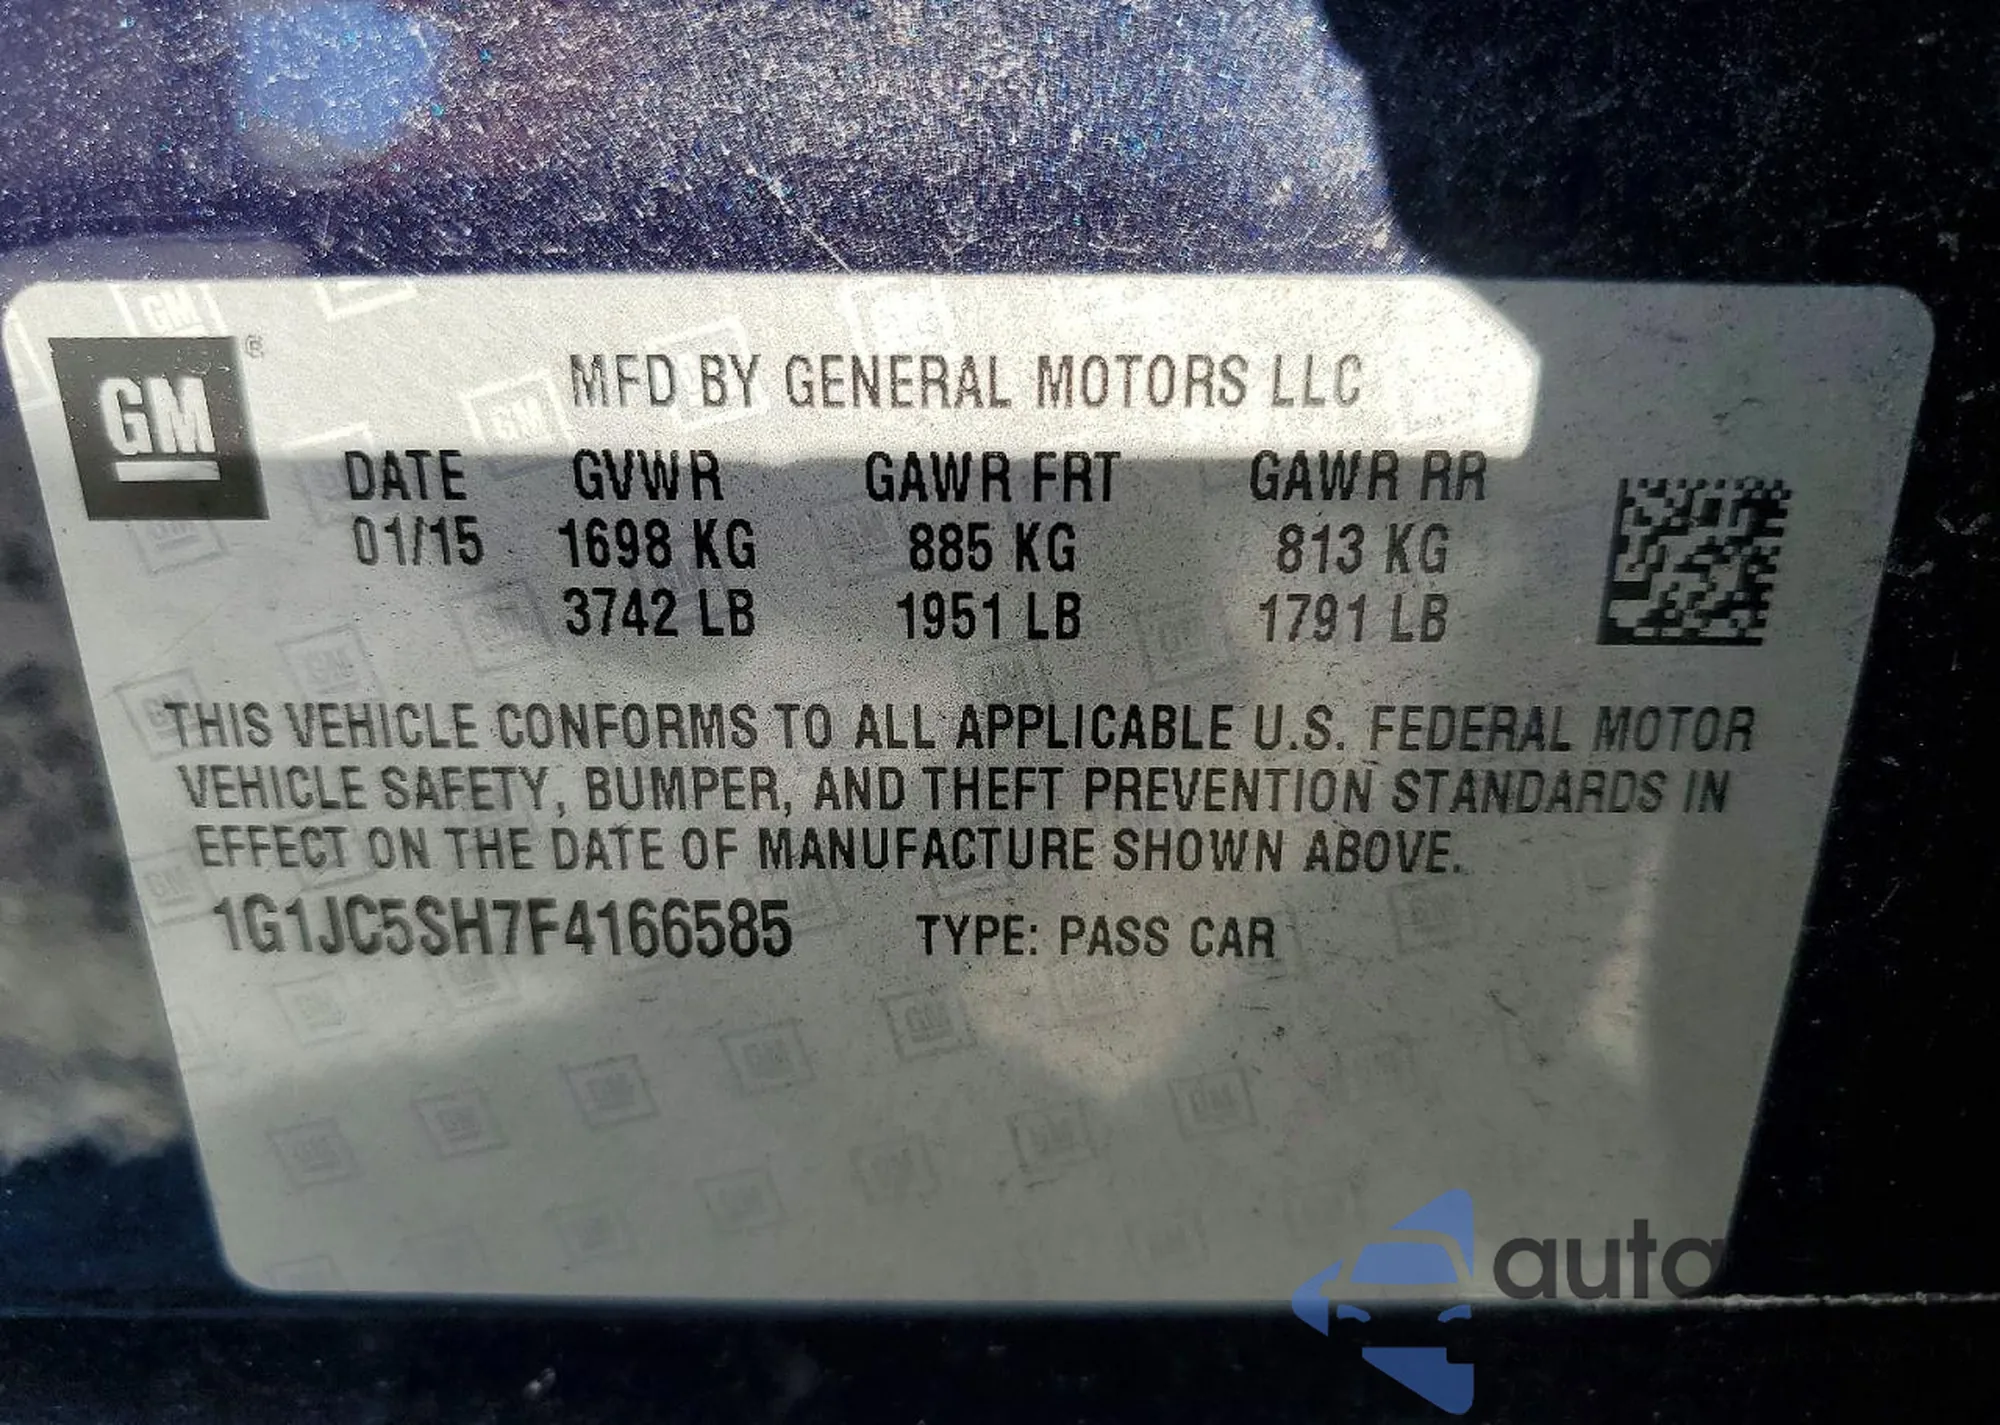 GM
MFD BY GENERAL MOTORS LLC
DATE GVWR GAWR FRT GAWR RR
01/15 1698 KG 885 KG 813 KG
3742 LB 1951 LB 1791 LB
THIS VEHICLE CONFORMS TO ALL APPLICABLE U.S. FEDERAL MOTOR
VEHICLE SAFETY, BUMPER, AND THEFT PREVENTION STANDARDS IN
EFFECT ON THE DATE OF MANUFACTURE SHOWN ABOVE.
1G1JC5SH7F4166585 TYPE: PASS CAR
auto